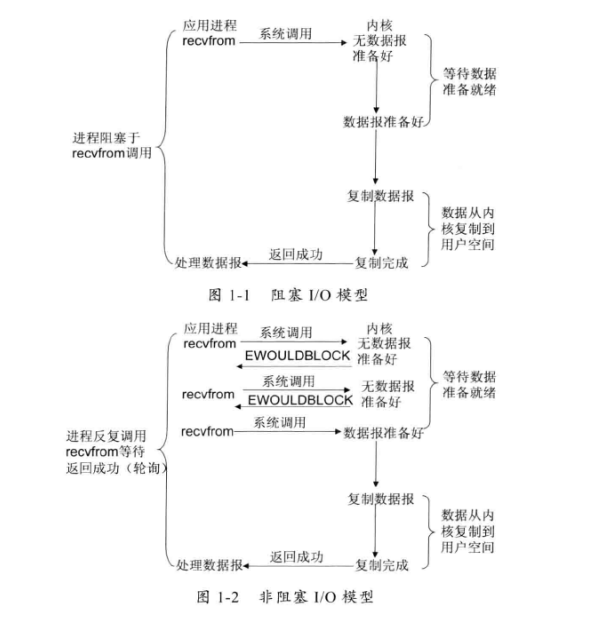 应用进程
recvfrom
系统调用
内核
无数据报
准备好
等待数据
准备就绪
数据报准备好
进程阻塞于
recvfrom调用
复制数据报
数据从内
核复制到
用户空间
处理数据报
返回成功
复制完成
图 1-1 阻塞 I/O 模型
应用进程
recvfrom
系统调用
内核
无数据报
准备好
EWOULDBLOCK
等待数据
准备就绪
recvfrom
系统调用
无数据报
准备好
EWOULDBLOCK
recvfrom
系统调用
数据报准备好
进程反复调用
recvfrom等待
返回成功（轮询）
复制数据报
数据从内
核复制到
用户空间
处理数据报
返回成功
复制完成
图 1-2 非阻塞 I/O 模型